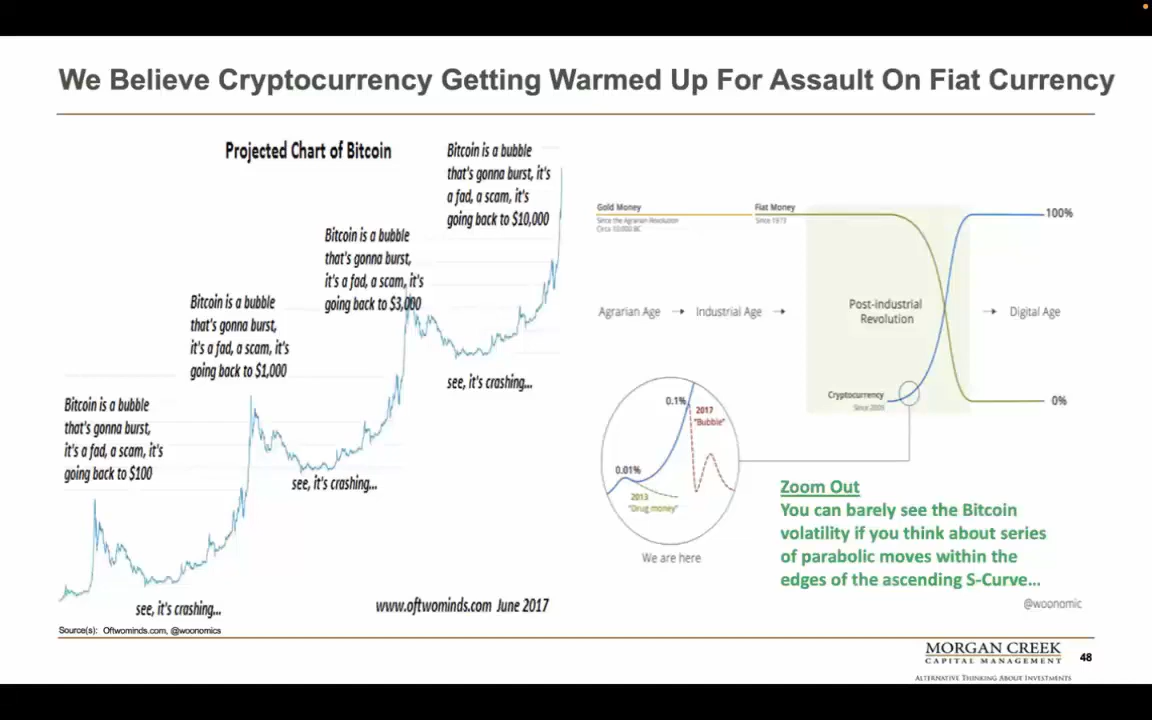 We Believe Cryptocurrency Getting Warmed Up For Assault On Fiat Currency
Projected Chart of Bitcoin
Bitcoin is a bubble
that's gonna burst, it's
a fad, a scam, it's
going back to $10,000
Bitcoin is a bubble
that's gonna burst,
it's a fad, a scam, it's
going back to $3,000
Bitcoin is a bubble
that's gonna burst,
it's a fad, a scam, it's
going back to $1,000
Bitcoin is a bubble
that's gonna burst,
it's a fad, a scam, it's
going back to $100
see, it's crashing...
see, it's crashing...
see, it's crashing...
www.oftwominds.com June 2017
Gold Money
Since the Agrarian Revolution
Circa 10,000 BC
Fiat Money
Since 1971
100%
Agrarian Age
Industrial Age
Post-industrial
Revolution
Digital Age
Cryptocurrency
Since 2009
0%
0.1%
2017
"Bubble"
0.01%
2013
"Drug money"
We are here
Zoom Out
You can barely see the Bitcoin
volatility if you think about series
of parabolic moves within the
edges of the ascending S-Curve...
@woonomic
Source(s): Oftwominds.com, @woonomics
MORGAN CREEK
CAPITAL MANAGEMENT
ALTERNATIVE THINKING ABOUT INVESTMENTS
48